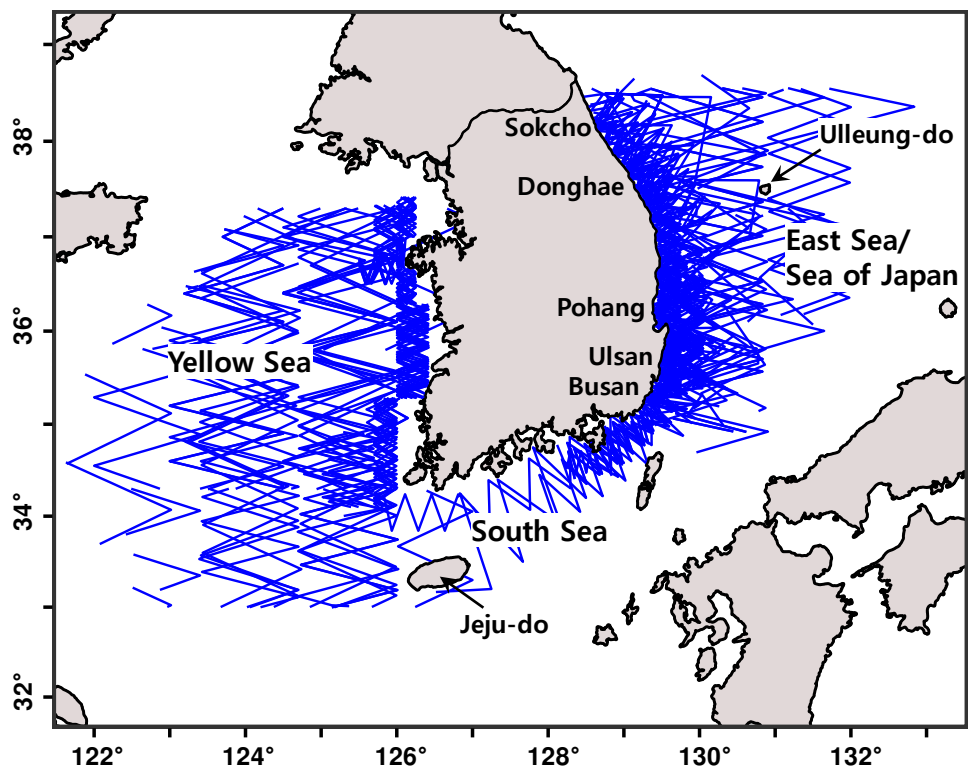 Sokcho
Ulleung-do
Donghae
East Sea/
Sea of Japan
Pohang
Yellow Sea
Ulsan
Busan
South Sea
Jeju-do
38°
36°
34°
32°
122°
124°
126°
128°
130°
132°